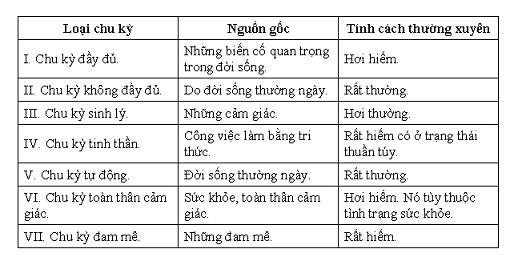 Loại chu kỳ Nguồn gốc Tính cách thường xuyên
I. Chu kỳ đầy đủ. Những biến cố quan trọng Hơi hiếm.
trong đời sống.
II. Chu kỳ không đầy đủ. Do đời sống thường ngày. Rất thường.
III. Chu kỳ sinh lý. Những cảm giác. Hơi thường.
IV. Chu kỳ tinh thần. Công việc làm bằng tri Rất hiếm có ở trạng thái
thức. thuần túy.
V. Chu kỳ tự động. Đời sống thường ngày. Rất thường.
VI. Chu kỳ toàn thân cảm Sức khỏe, toàn thân cảm Hơi hiếm. Nó tùy thuộc
giác. giác. tình trạng sức khỏe.
VII. Chu kỳ đam mê. Những đam mê. Rất hiếm.